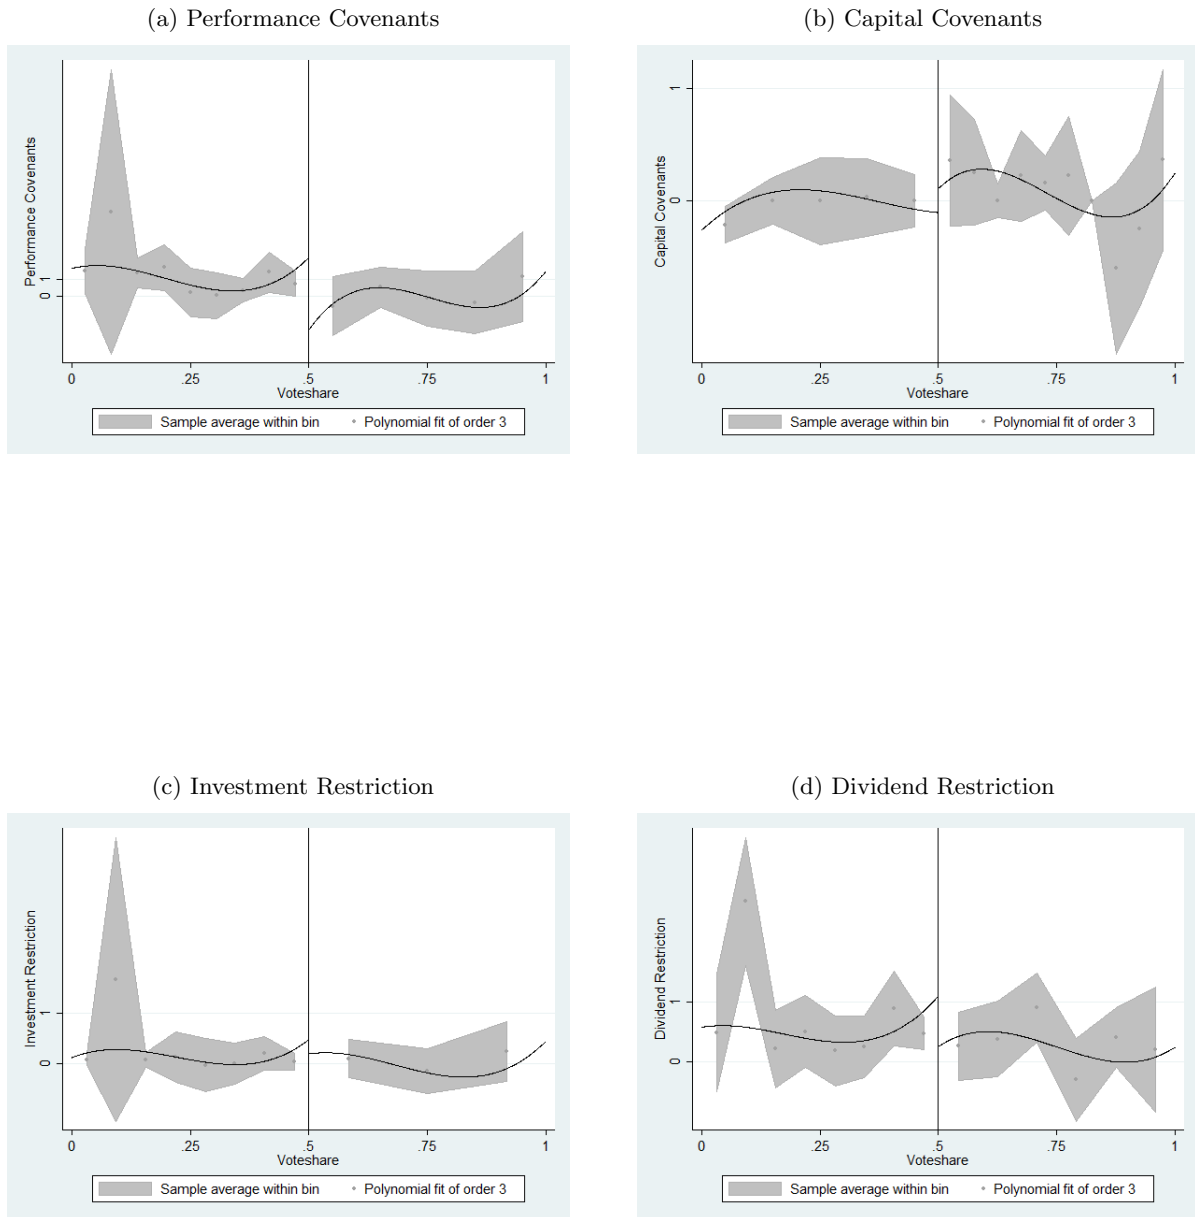 (a) Performance Covenants
Performance Covenants
1
0
0 .25 .5 .75 1
Voteshare
Sample average within bin Polynomial fit of order 3
(b) Capital Covenants
Capital Covenants
1
0
0 .25 .5 .75 1
Voteshare
Sample average within bin Polynomial fit of order 3
(c) Investment Restriction
Investment Restriction
1
0
0 .25 .5 .75 1
Voteshare
Sample average within bin Polynomial fit of order 3
(d) Dividend Restriction
Dividend Restriction
1
0
0 .25 .5 .75 1
Voteshare
Sample average within bin Polynomial fit of order 3